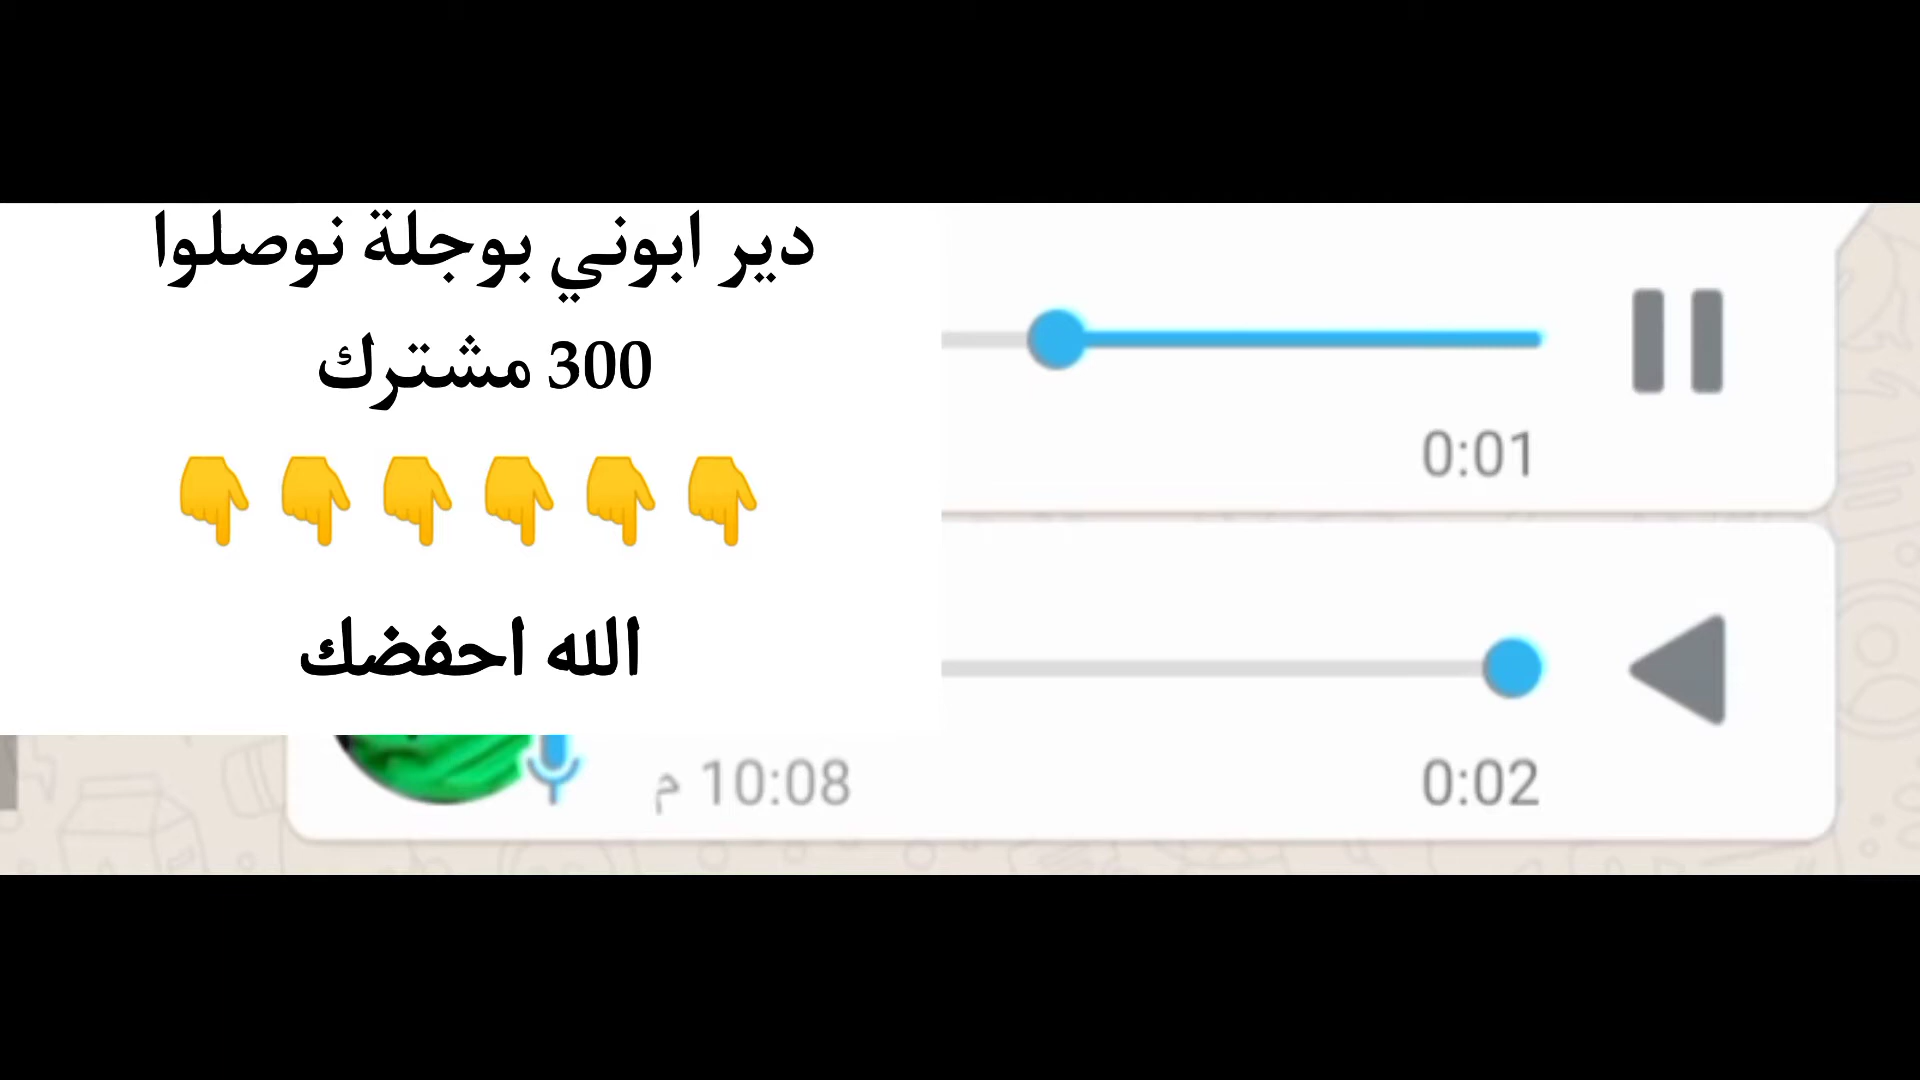 دير ابوني بوجلة نوصلوا
300 مشترك
👇👇👇👇👇👇
الله احفضك
0:01
0:02
10:08 م